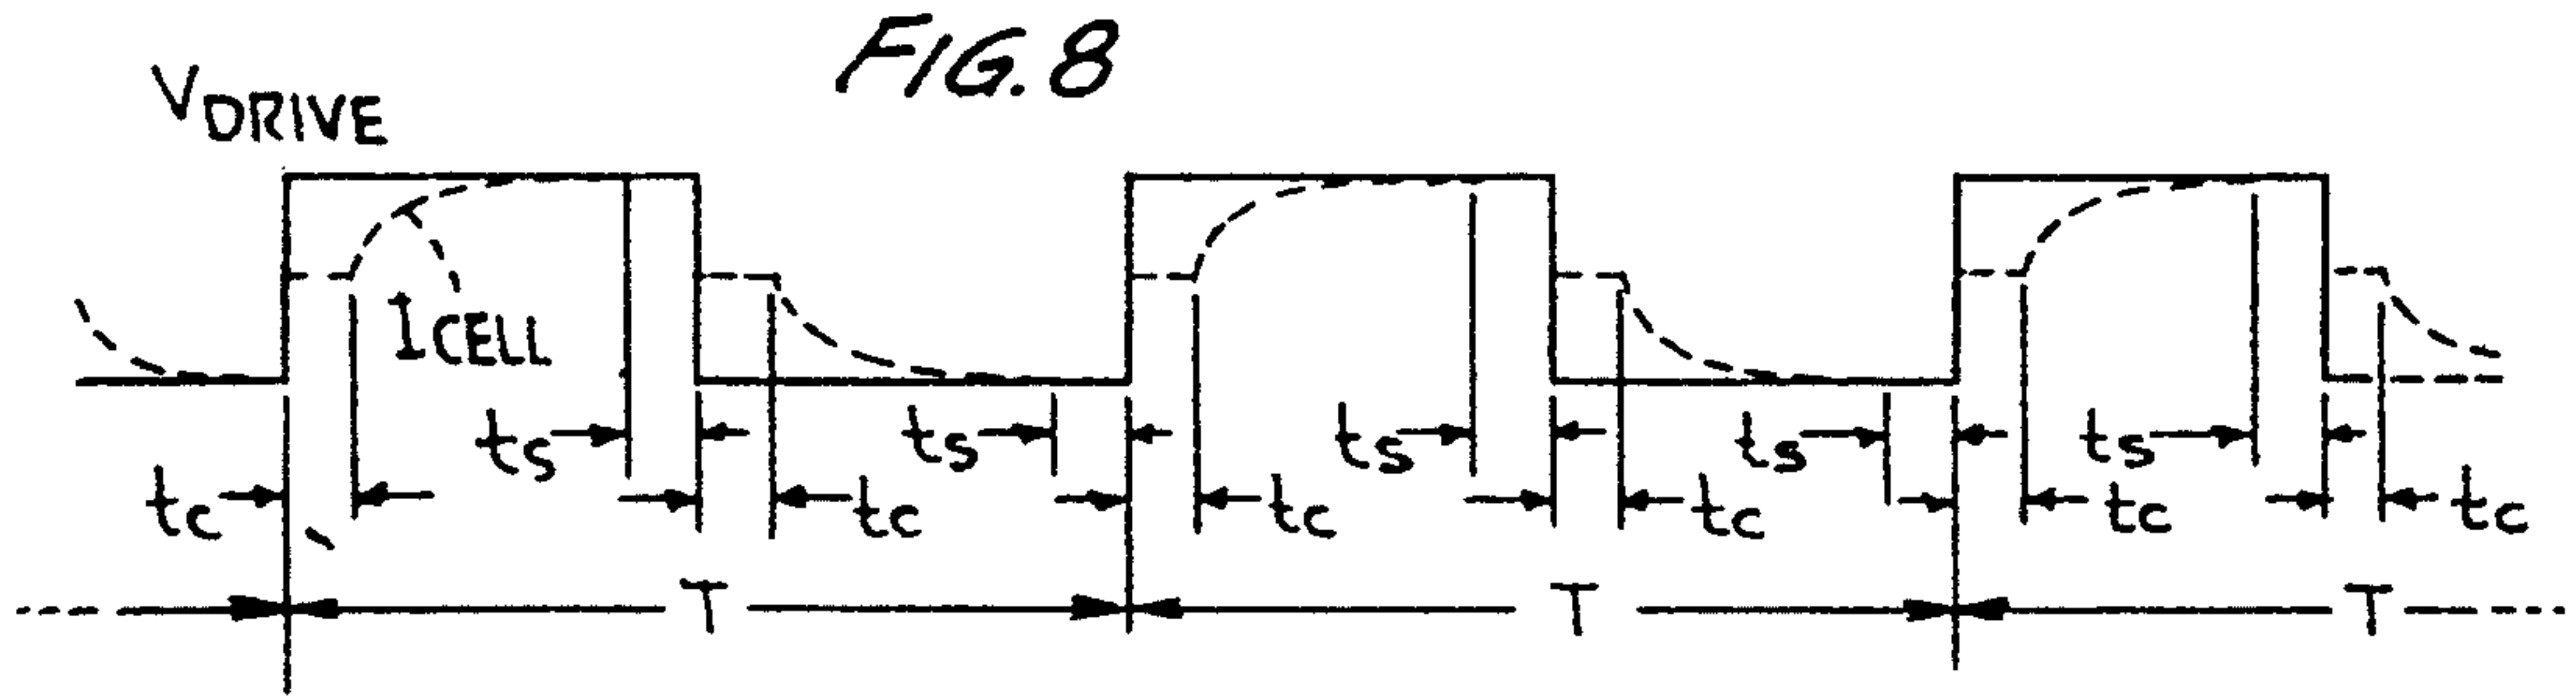 FIG. 8
VDRIVE
ICELL
ts ts ts ts ts
tc tc tc tc tc tc
T T T